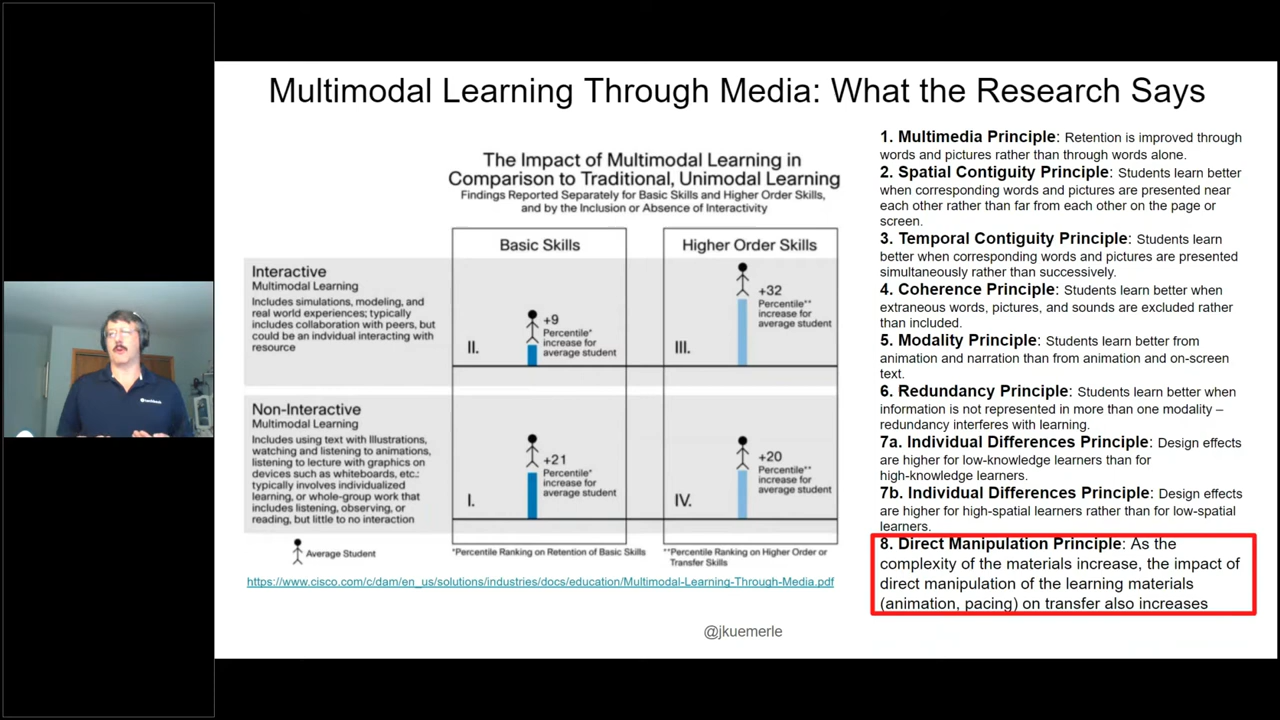 Multimodal Learning Through Media: What the Research Says
The Impact of Multimodal Learning in
Comparison to Traditional, Unimodal Learning
Findings Reported Separately for Basic Skills and Higher Order Skills,
and by the Inclusion or Absence of Interactivity
Basic Skills
Higher Order Skills
Interactive
Multimodal Learning
Includes simulations, modeling, and
real world experiences; typically
includes collaboration with peers, but
could be an indvidual interacting with
resource
II.
+9
Percentile*
increase for
average student
III.
+32
Percentile**
increase for
average student
Non-Interactive
Multimodal Learning
Includes using text with Illustrations,
watching and listening to animations,
listening to lecture with graphics on
devices such as whiteboards, etc.;
typically involves individualized
learning, or whole-group work that
includes listening, observing, or
reading, but little to no interaction
I.
+21
Percentile*
increase for
average student
IV.
+20
Percentile**
increase for
average student
Average Student
*Percentile Ranking on Retention of Basic Skills
**Percentile Ranking on Higher Order or
Transfer Skills
https://www.cisco.com/c/dam/en_us/solutions/industries/docs/education/Multimodal-Learning-Through-Media.pdf
@jkuemerle
1. Multimedia Principle: Retention is improved through
words and pictures rather than through words alone.
2. Spatial Contiguity Principle: Students learn better
when corresponding words and pictures are presented near
each other rather than far from each other on the page or
screen.
3. Temporal Contiguity Principle: Students learn
better when corresponding words and pictures are presented
simultaneously rather than successively.
4. Coherence Principle: Students learn better when
extraneous words, pictures, and sounds are excluded rather
than included.
5. Modality Principle: Students learn better from
animation and narration than from animation and on-screen
text.
6. Redundancy Principle: Students learn better when
information is not represented in more than one modality –
redundancy interferes with learning.
7a. Individual Differences Principle: Design effects
are higher for low-knowledge learners than for
high-knowledge learners.
7b. Individual Differences Principle: Design effects
are higher for high-spatial learners rather than for low-spatial
learners.
8. Direct Manipulation Principle: As the
complexity of the materials increase, the impact of
direct manipulation of the learning materials
(animation, pacing) on transfer also increases